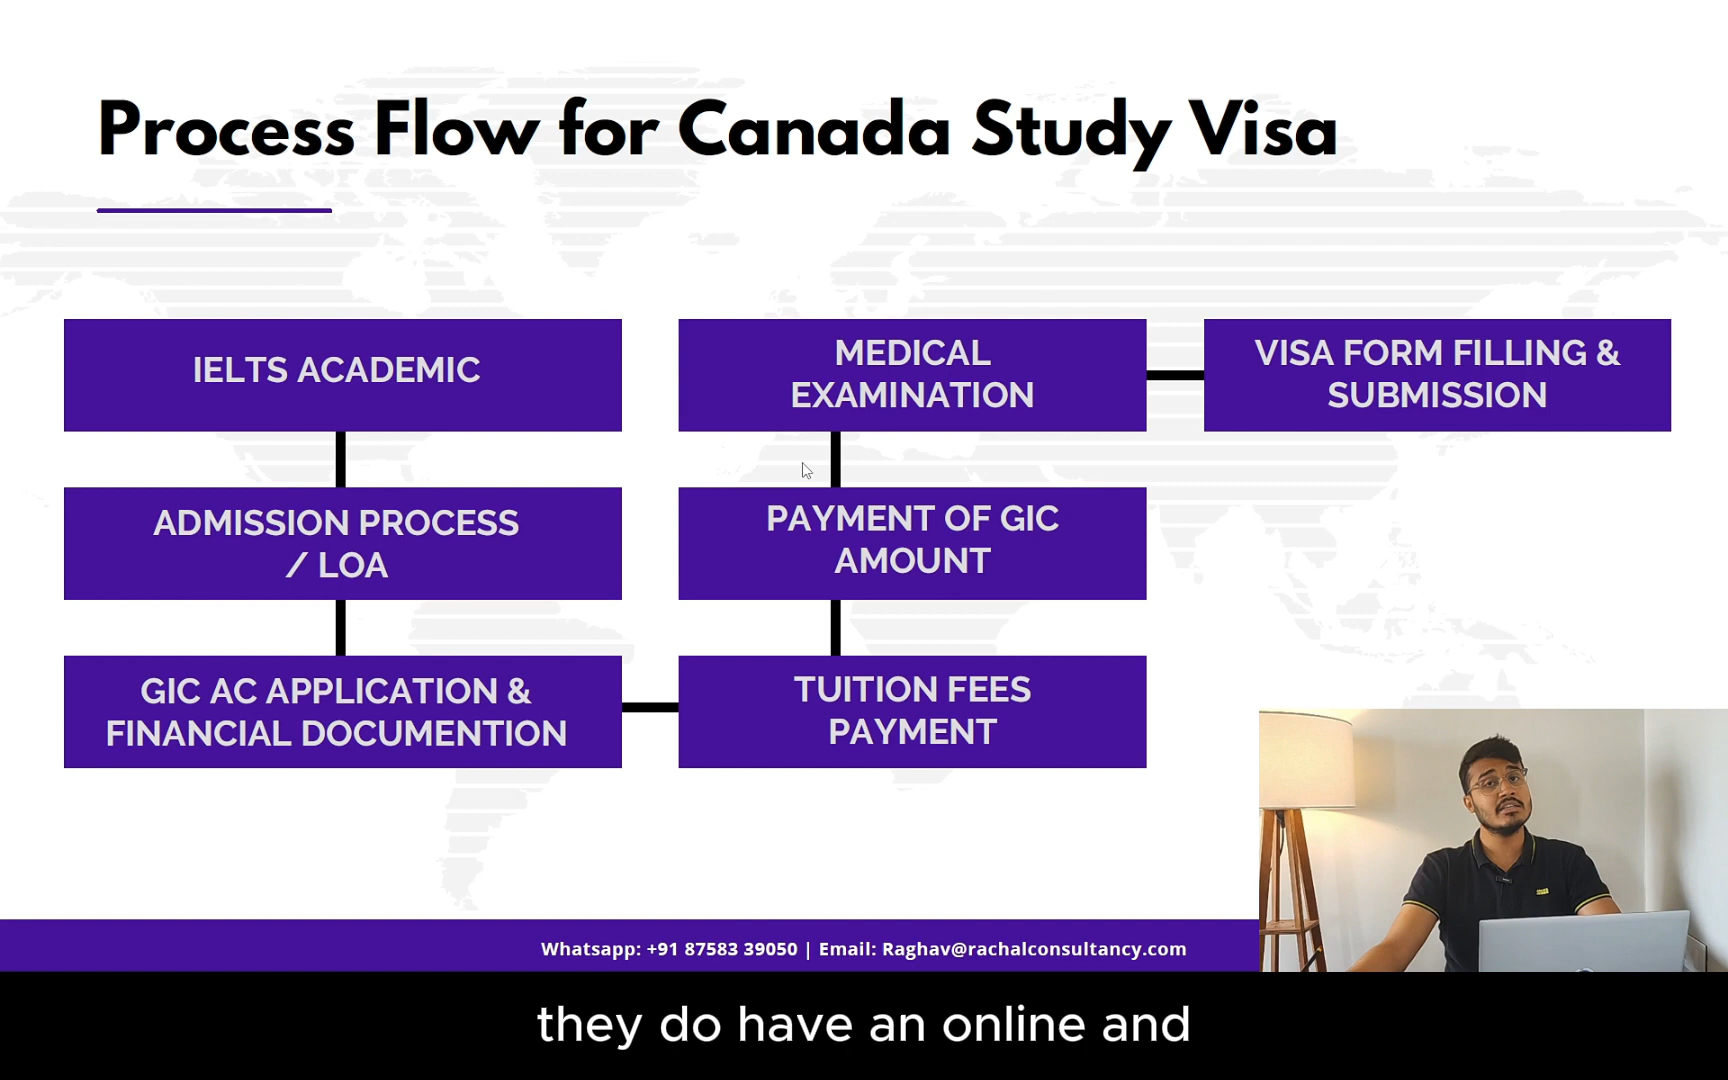 Process Flow for Canada Study Visa
IELTS ACADEMIC
ADMISSION PROCESS
/ LOA
GIC AC APPLICATION &
FINANCIAL DOCUMENTION
MEDICAL
EXAMINATION
PAYMENT OF GIC
AMOUNT
TUITION FEES
PAYMENT
VISA FORM FILLING &
SUBMISSION
Whatsapp: +91 87583 39050 | Email: Raghav@rachalconsultancy.com
they do have an online and